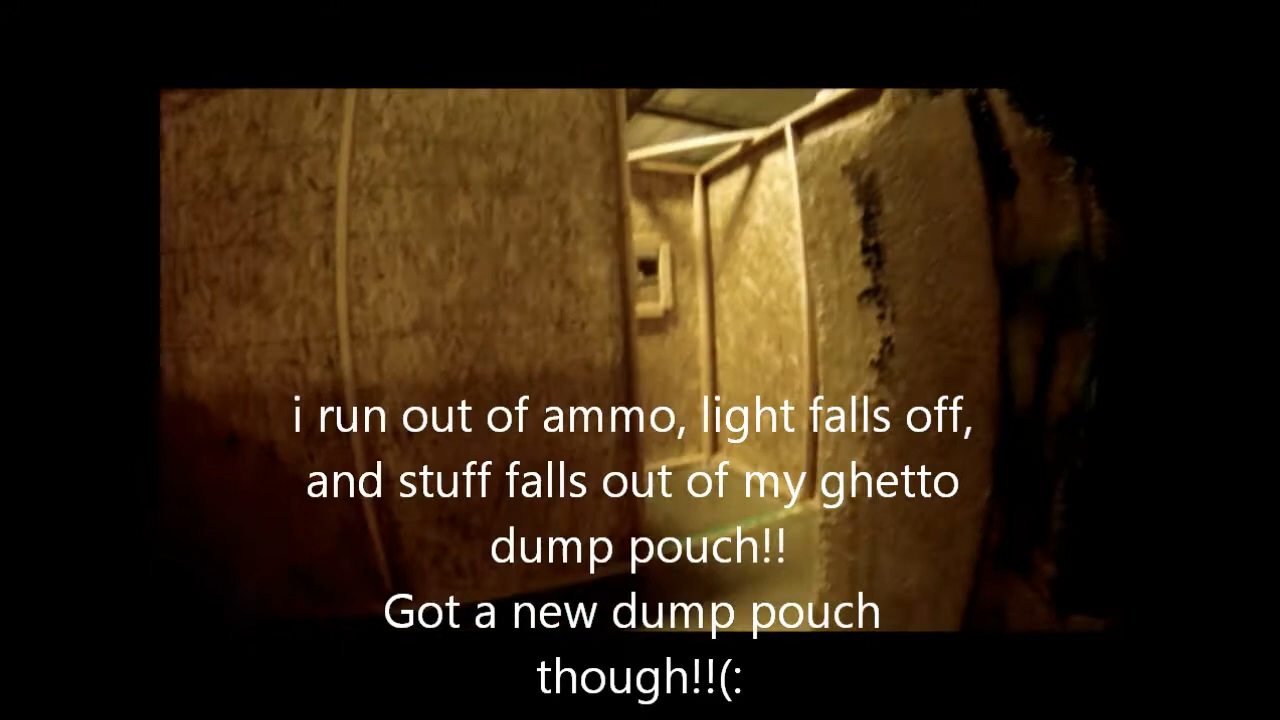 i run out of ammo, light falls off,
and stuff falls out of my ghetto
dump pouch!!
Got a new dump pouch
though!!(: